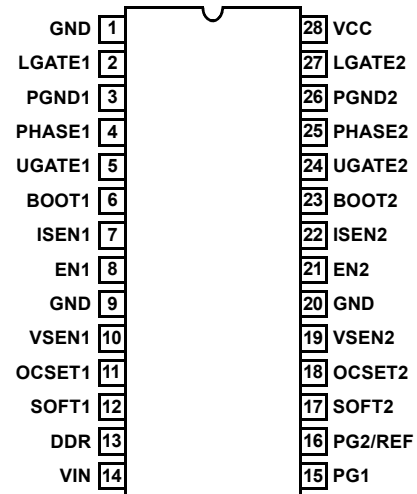 GND 1 28 VCC
LGATE1 2 27 LGATE2
PGND1 3 26 PGND2
PHASE1 4 25 PHASE2
UGATE1 5 24 UGATE2
BOOT1 6 23 BOOT2
ISEN1 7 22 ISEN2
EN1 8 21 EN2
GND 9 20 GND
VSEN1 10 19 VSEN2
OCSET1 11 18 OCSET2
SOFT1 12 17 SOFT2
DDR 13 16 PG2/REF
VIN 14 15 PG1